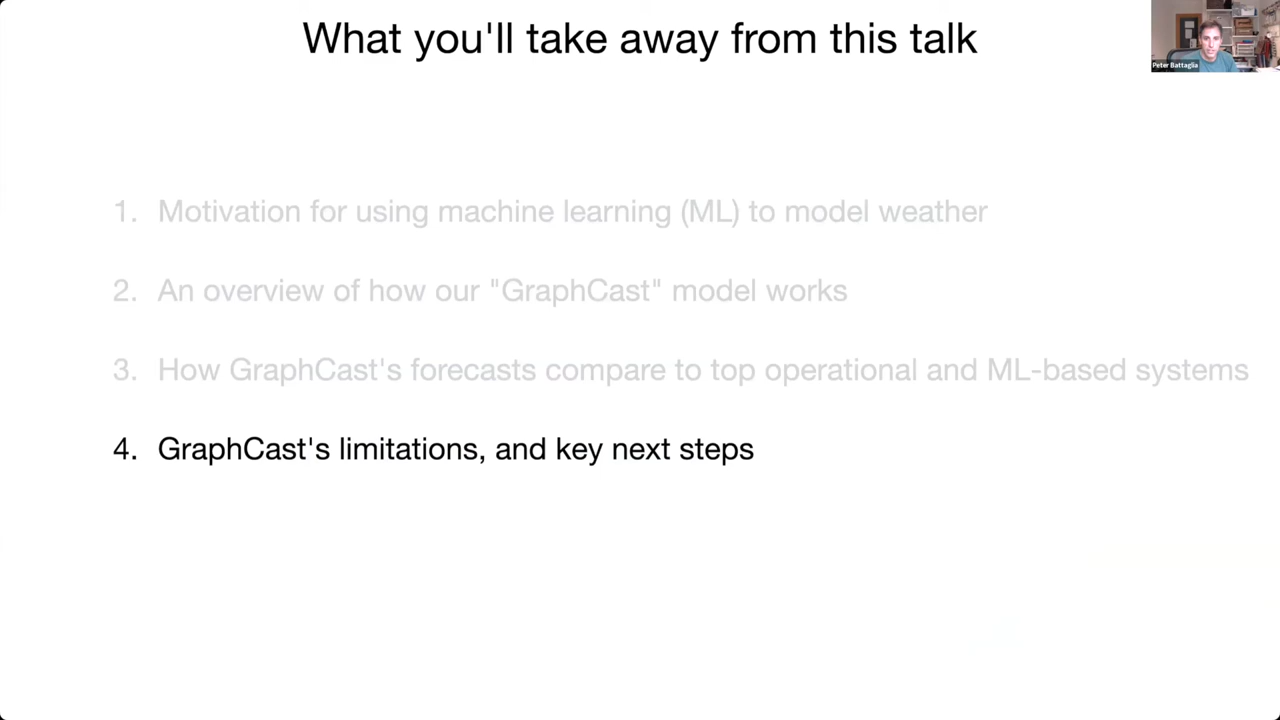 What you'll take away from this talk
Peter Battaglia
1. Motivation for using machine learning (ML) to model weather
2. An overview of how our "GraphCast" model works
3. How GraphCast's forecasts compare to top operational and ML-based systems
4. GraphCast's limitations, and key next steps